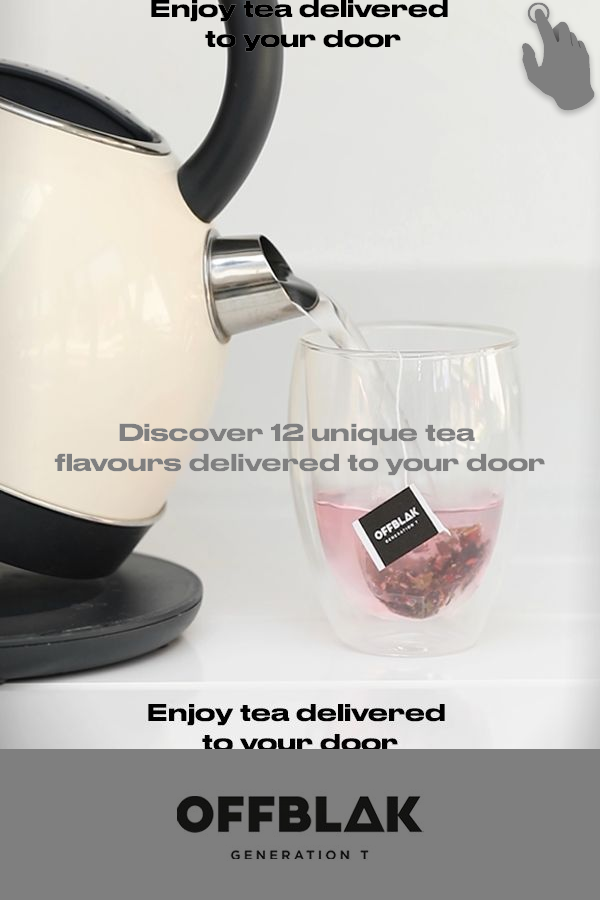 Enjoy tea delivered
to your door
Discover 12 unique tea
flavours delivered to your door
OFFBLAK
GENERATION T
Enjoy tea delivered
to your door
OFFBLAK
GENERATION T